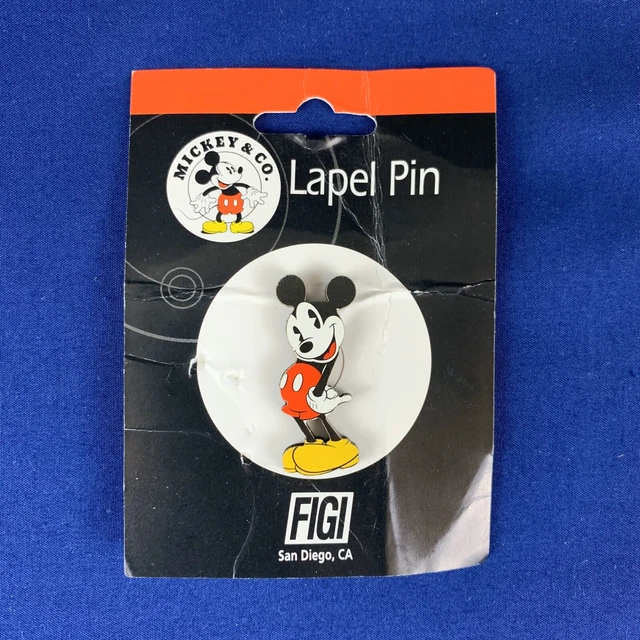 MICKEY & CO.
Lapel Pin
FIGI
San Diego, CA